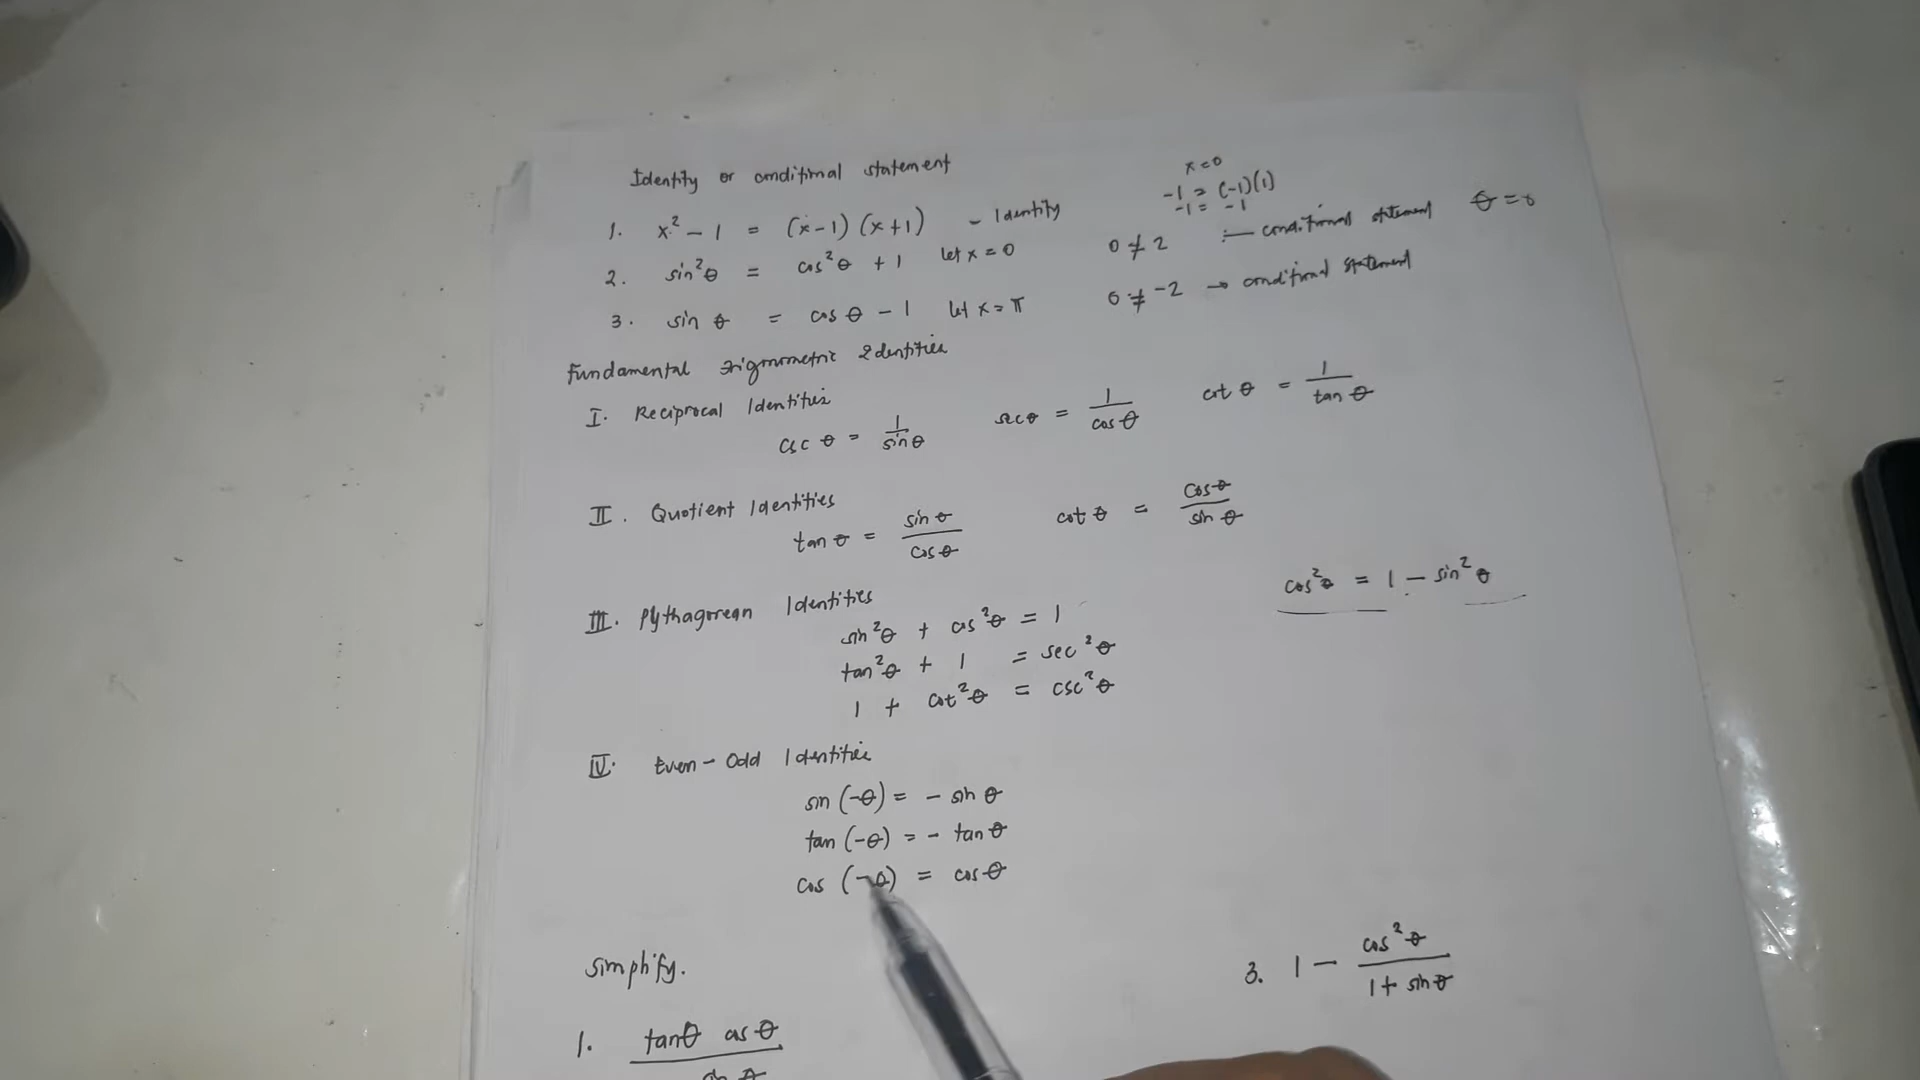 Identity or conditional statement
x=0
-1 = (-1)(1)
-1 = -1
1. x² - 1 = (x-1)(x+1) - Identity
2. sin²θ = cos²θ + 1 let x = 0 0 ≠ 2 :- conditional statement θ = 0
3. sin θ = cos θ - 1 let x = π 0 ≠ -2 → conditional statement
Fundamental Trigonometric Identities
I. Reciprocal Identities
csc θ = 1/sin θ sec θ = 1/cos θ cot θ = 1/tan θ
II. Quotient Identities
tan θ = sin θ/cos θ cot θ = cos θ/sin θ
cos²θ = 1 - sin²θ
III. Pythagorean Identities
sin²θ + cos²θ = 1
tan²θ + 1 = sec²θ
1 + cot²θ = csc²θ
IV. Even - Odd Identities
sin (-θ) = - sin θ
tan (-θ) = - tan θ
cos (-θ) = cos θ
Simplify.
3. 1 - cos²θ/1 + sin θ
1. tanθ cos θ